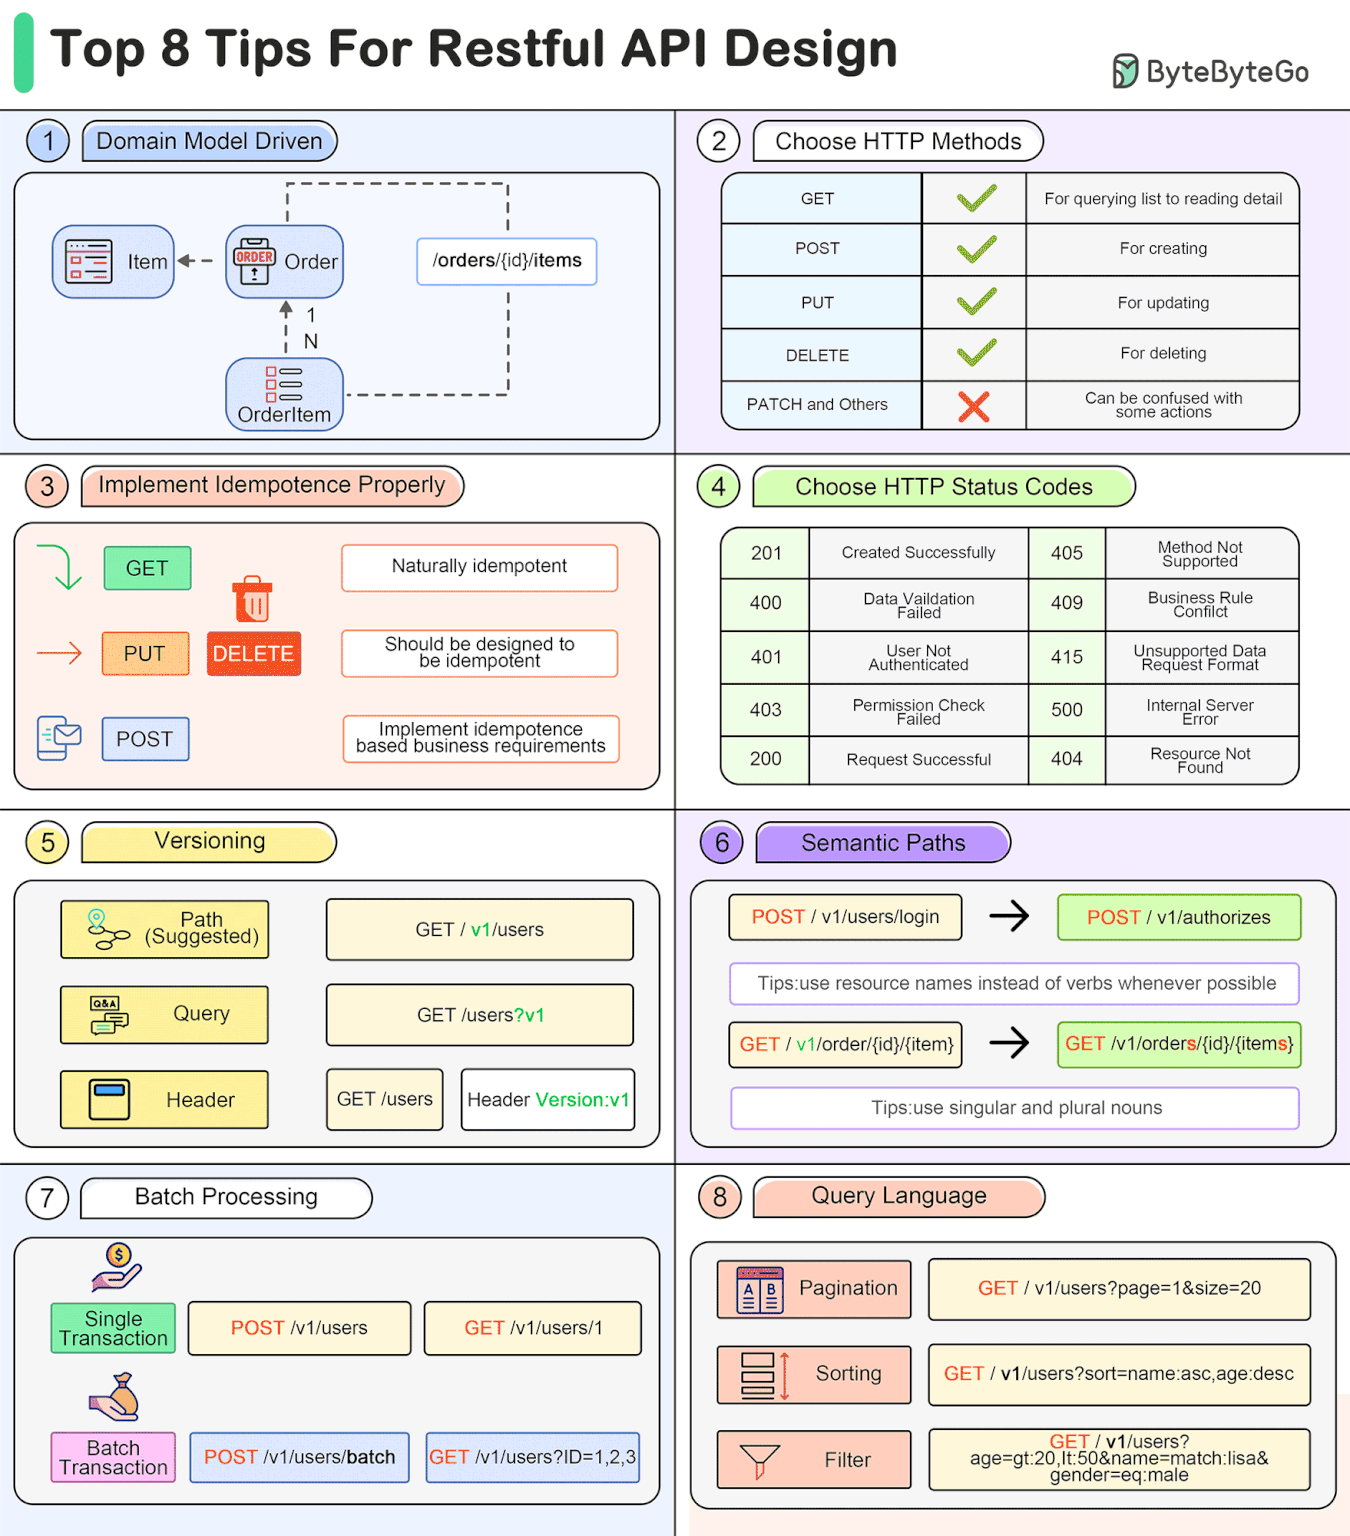 Top 8 Tips For Restful API Design
ByteByteGo
1
Domain Model Driven
Item
ORDER
Order
/orders/{id}/items
1
N
OrderItem
2
Choose HTTP Methods
GET
For querying list to reading detail
POST
For creating
PUT
For updating
DELETE
For deleting
PATCH and Others
Can be confused with
some actions
3
Implement Idempotence Properly
GET
Naturally idempotent
PUT
DELETE
Should be designed to
be idempotent
POST
Implement idempotence
based business requirements
4
Choose HTTP Status Codes
201
Created Successfully
405
Method Not
Supported
400
Data Vaildation
Failed
409
Business Rule
Confilct
401
User Not
Authenticated
415
Unsupported Data
Request Format
403
Permission Check
Failed
500
Internal Server
Error
200
Request Successful
404
Resource Not
Found
5
Versioning
Path
(Suggested)
GET / v1/users
Q&A
Query
GET /users?v1
Header
GET /users
Header Version:v1
6
Semantic Paths
POST / v1/users/login
POST / v1/authorizes
Tips:use resource names instead of verbs whenever possible
GET / v1/order/{id}/{item}
GET /v1/orders/{id}/{items}
Tips:use singular and plural nouns
7
Batch Processing
$
Single
Transaction
POST /v1/users
GET /v1/users/1
Batch
Transaction
POST /v1/users/batch
GET /v1/users?ID=1,2,3
8
Query Language
A B
Pagination
GET / v1/users?page=1&size=20
Sorting
GET / v1/users?sort=name:asc,age:desc
Filter
GET / v1/users?
age=gt:20,lt:50&name=match:lisa&
gender=eq:male